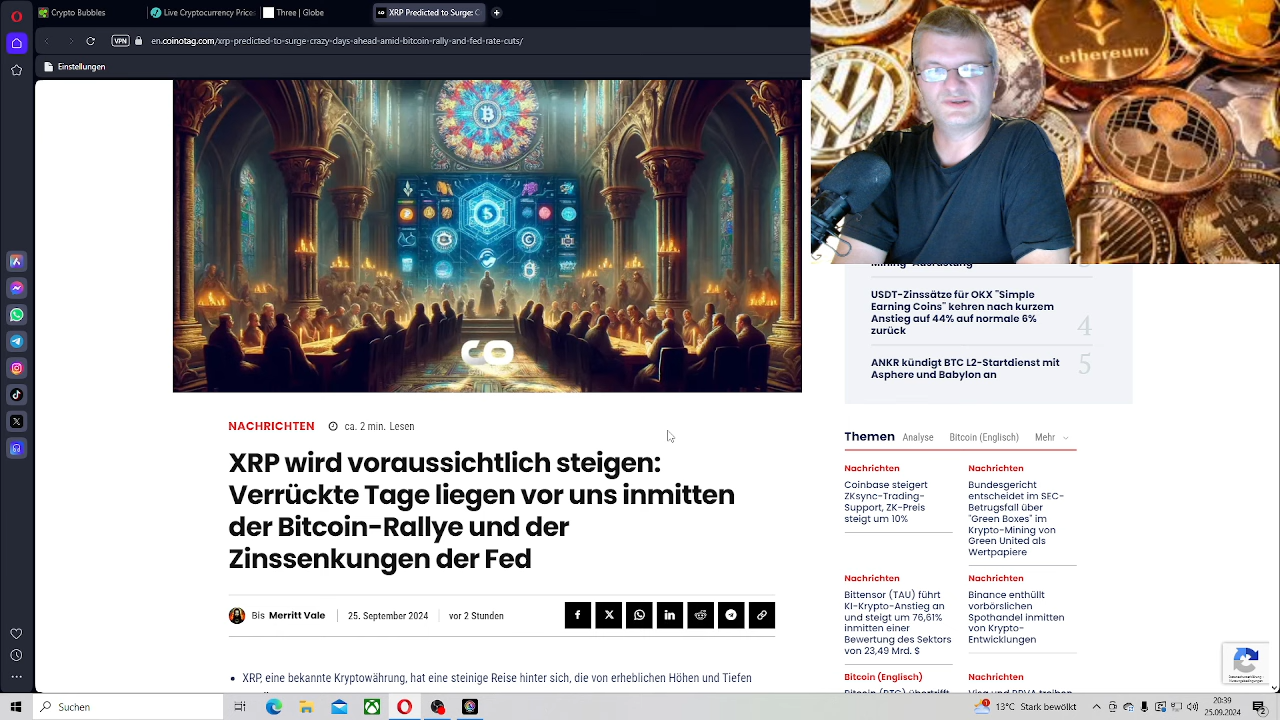 CryptoBubbles
Live Cryptocurrency Prices
Three | Globe
XRP Predicted to Surge: C
VPN
en.coinotag.com/xrp-predicted-to-surge-crazy-days-ahead-amid-bitcoin-rally-and-fed-rate-cuts/
Einstellungen
ethereum
USDT-Zinssätze für OKX "Simple
Earning Coins" kehren nach kurzem
Anstieg auf 44% auf normale 6%
zurück
4
ANKR kündigt BTC L2-Startdienst mit
Asphere und Babylon an
5
NACHRICHTEN
ca. 2 min. Lesen
XRP wird voraussichtlich steigen:
Verrückte Tage liegen vor uns inmitten
der Bitcoin-Rallye und der
Zinssenkungen der Fed
Bis Merritt Vale
25. September 2024
vor 2 Stunden
XRP, eine bekannte Kryptowährung, hat eine steinige Reise hinter sich, die von erheblichen Höhen und Tiefen
Themen
Analyse
Bitcoin (Englisch)
Mehr
Nachrichten
Coinbase steigert
ZKsync-Trading-
Support, ZK-Preis
steigt um 10%
Nachrichten
Bundesgericht
entscheidet im SEC-
Betrugsfall über
"Green Boxes" im
Krypto-Mining von
Green United als
Wertpapiere
Nachrichten
Bittensor (TAU) führt
KI-Krypto-Anstieg an
und steigt um 76,61%
inmitten einer
Bewertung des Sektors
von 23,49 Mrd. $
Nachrichten
Binance enthüllt
vorbörslichen
Spothandel inmitten
von Krypto-
Entwicklungen
Bitcoin (Englisch)
Nachrichten
Suchen
13°C Stark bewölkt
20:39
25.09.2024